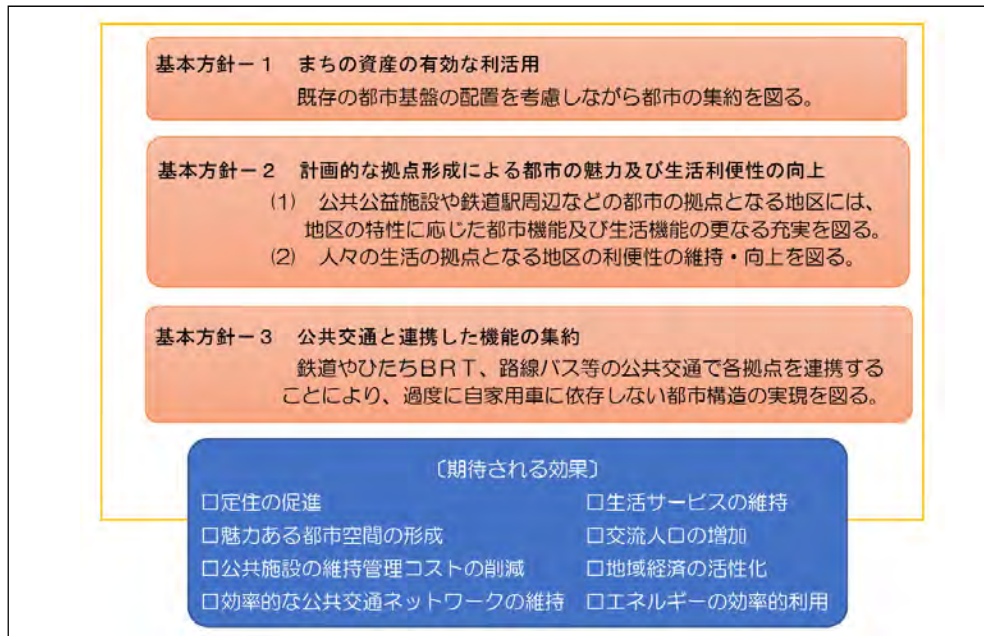 基本方針－１　まちの資産の有効な利活用
既存の都市基盤の配置を考慮しながら都市の集約を図る。
基本方針－２　計画的な拠点形成による都市の魅力及び生活利便性の向上
(1)　公共公益施設や鉄道駅周辺などの都市の拠点となる地区には、
地区の特性に応じた都市機能及び生活機能の更なる充実を図る。
(2)　人々の生活の拠点となる地区の利便性の維持・向上を図る。
基本方針－３　公共交通と連携した機能の集約
鉄道やひたちＢＲＴ、路線バス等の公共交通で各拠点を連携する
ことにより、過度に自家用車に依存しない都市構造の実現を図る。
〔期待される効果〕
□定住の促進　□生活サービスの維持
□魅力ある都市空間の形成　□交流人口の増加
□公共施設の維持管理コストの削減　□地域経済の活性化
□効率的な公共交通ネットワークの維持　□エネルギーの効率的利用